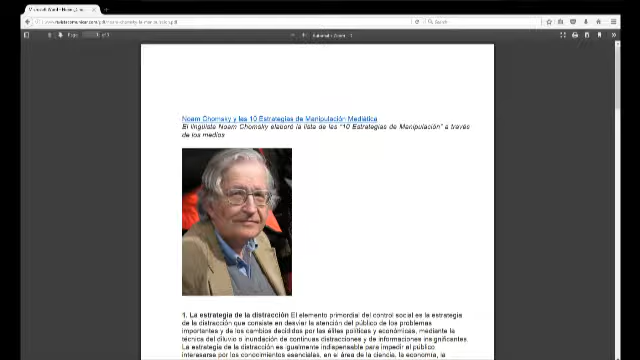 Microsoft Word - Noam_Cho...
Search
Noam Chomsky y las 10 Estrategias de Manipulación Mediática
El lingüista Noam Chomsky elaboró la lista de las "10 Estrategias de Manipulación" a través
de los medios
1. La estrategia de la distracción El elemento primordial del control social es la estrategia
de la distracción que consiste en desviar la atención del público de los problemas
importantes y de los cambios decididos por las élites políticas y económicas, mediante la
técnica del diluvio o inundación de continuas distracciones y de informaciones insignificantes.
La estrategia de la distracción es igualmente indispensable para impedir al público
interesarse por los conocimientos esenciales, en el área de la ciencia, la economía, la